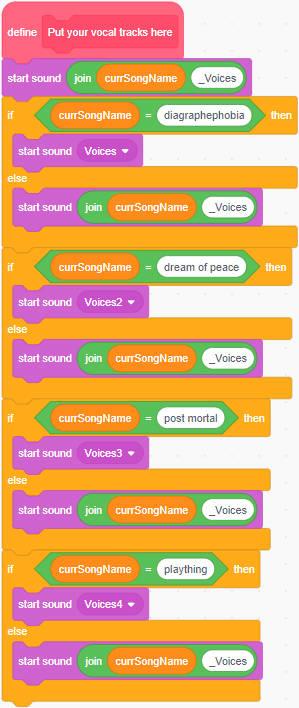 define Put your vocal tracks here
start sound join currSongName _Voices
if currSongName = diagraphephobia then
start sound Voices
else
start sound join currSongName _Voices
if currSongName = dream of peace then
start sound Voices2
else
start sound join currSongName _Voices
if currSongName = post mortal then
start sound Voices3
else
start sound join currSongName _Voices
if currSongName = plaything then
start sound Voices4
else
start sound join currSongName _Voices